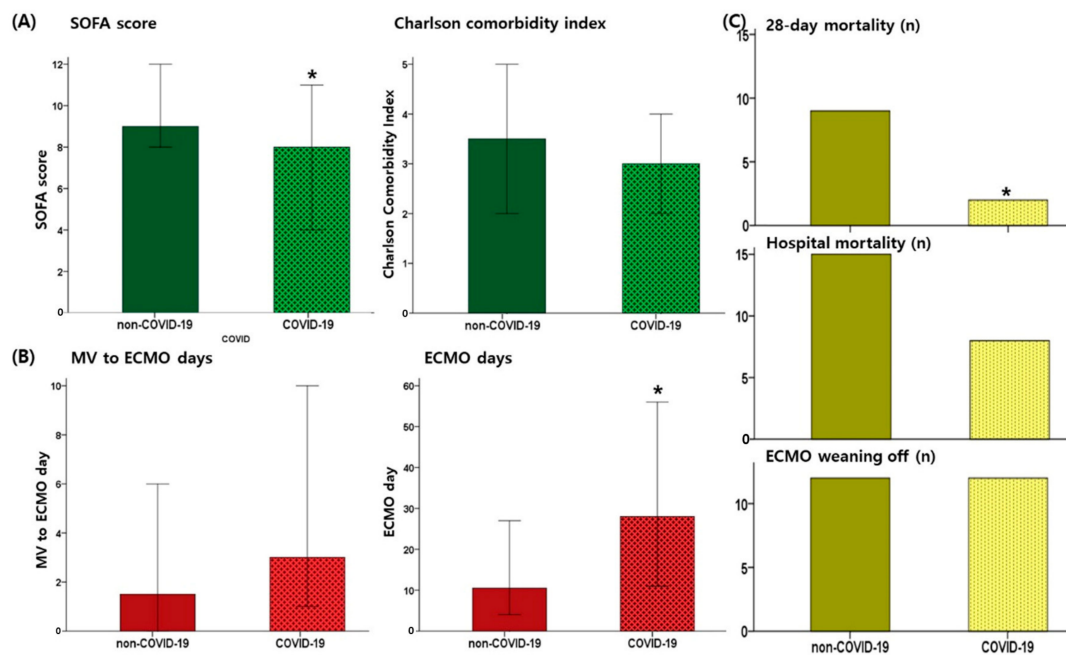 (A) SOFA score
SOFA score
12
10
8
6
4
2
0
*
non-COVID-19
COVID-19
COVID
Charlson comorbidity index
Charlson Comorbidity Index
5
4
3
2
1
0
non-COVID-19
COVID-19
(B) MV to ECMO days
MV to ECMO day
10
8
6
4
2
0
non-COVID-19
COVID-19
ECMO days
ECMO day
60
50
40
30
20
10
0
*
non-COVID-19
COVID-19
(C) 28-day mortality (n)
15
10
5
0
*
Hospital mortality (n)
15
10
5
0
ECMO weaning off (n)
10
5
0
non-COVID-19
COVID-19